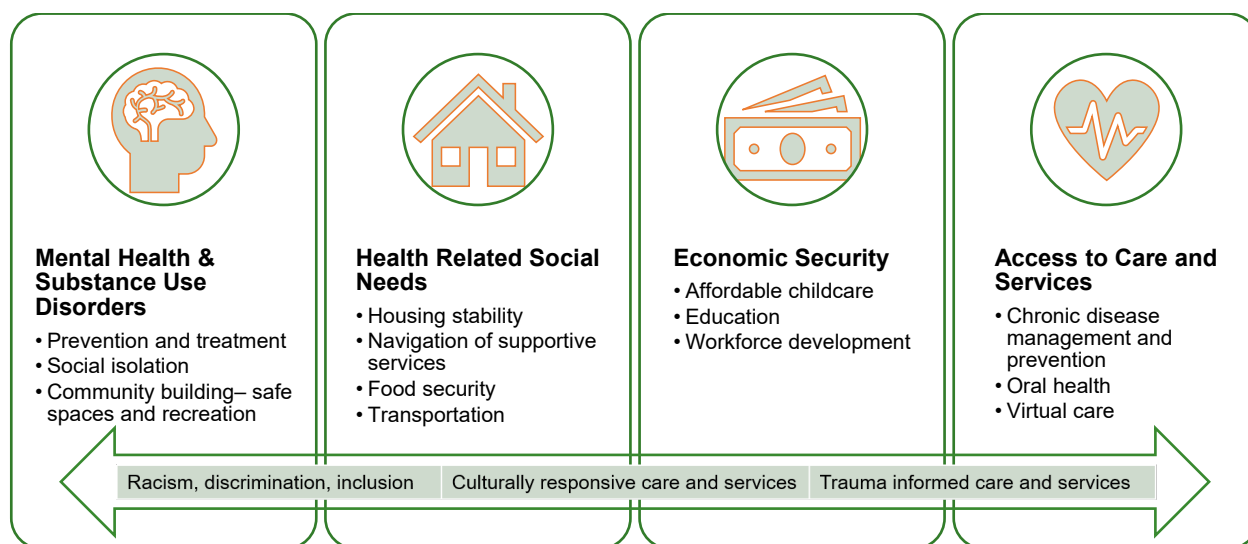 Mental Health &
Substance Use
Disorders
• Prevention and treatment
• Social isolation
• Community building– safe
spaces and recreation
Health Related Social
Needs
• Housing stability
• Navigation of supportive
services
• Food security
• Transportation
Economic Security
• Affordable childcare
• Education
• Workforce development
Access to Care and
Services
• Chronic disease
management and
prevention
• Oral health
• Virtual care
Racism, discrimination, inclusion
Culturally responsive care and services
Trauma informed care and services